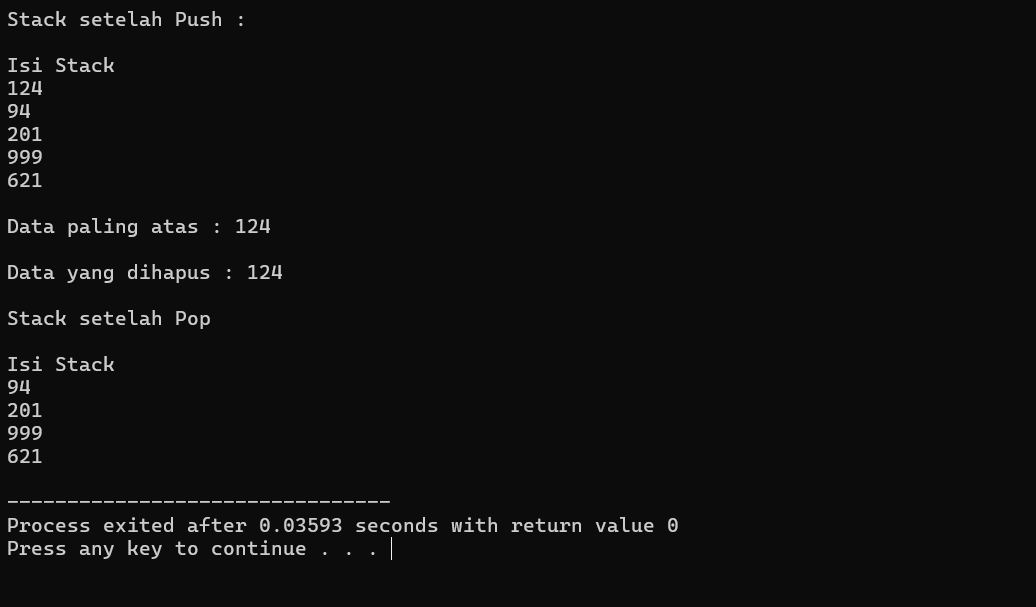 Stack setelah Push :
Isi Stack
124
94
201
999
621
Data paling atas : 124
Data yang dihapus : 124
Stack setelah Pop
Isi Stack
94
201
999
621
--------------------------------
Process exited after 0.03593 seconds with return value 0
Press any key to continue . . .